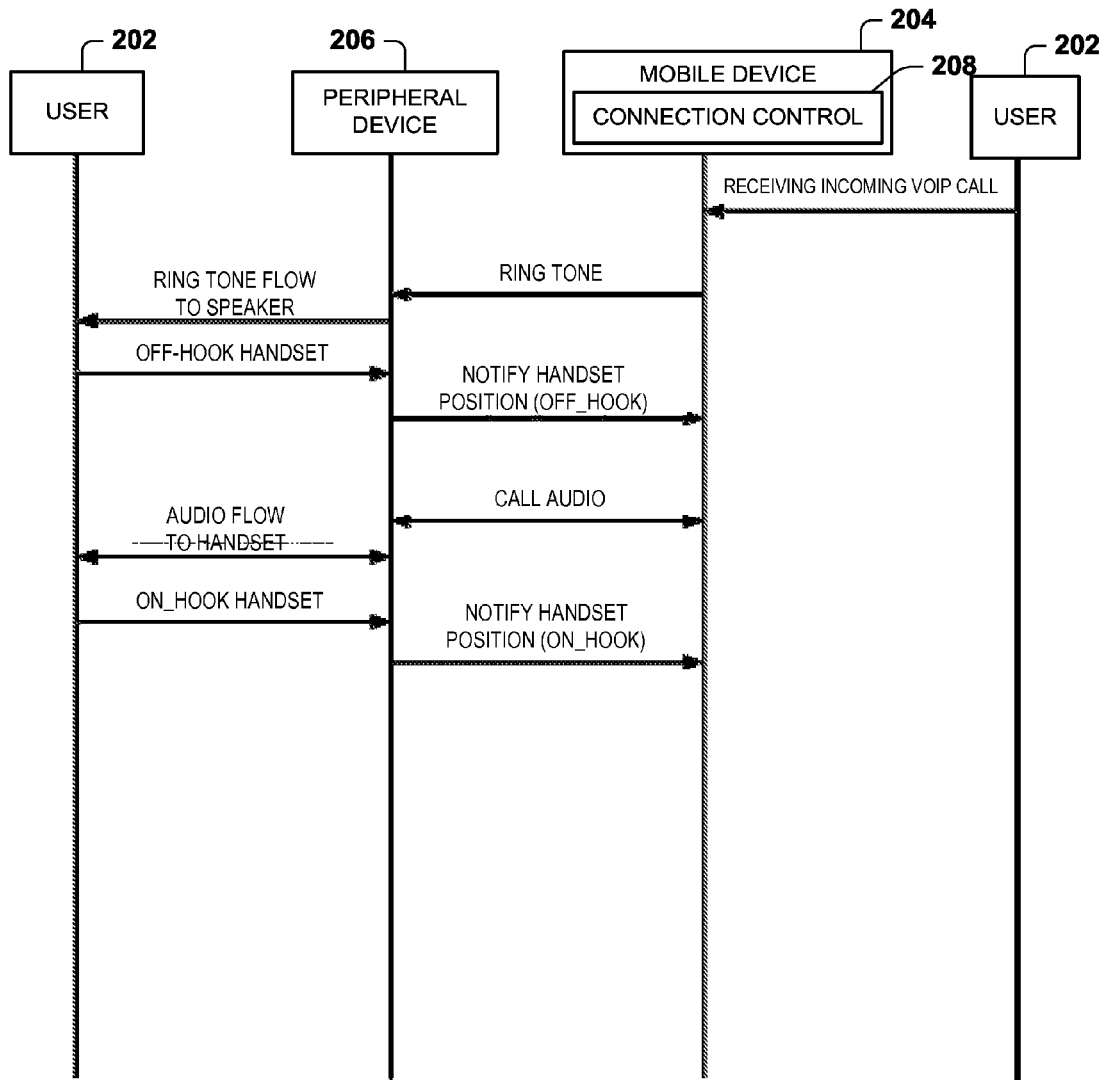 202
206
204
208
202
USER
PERIPHERAL
DEVICE
MOBILE DEVICE
CONNECTION CONTROL
USER
RECEIVING INCOMING VOIP CALL
RING TONE
RING TONE FLOW
TO SPEAKER
OFF-HOOK HANDSET
NOTIFY HANDSET
POSITION (OFF_HOOK)
CALL AUDIO
AUDIO FLOW
TO HANDSET
ON_HOOK HANDSET
NOTIFY HANDSET
POSITION (ON_HOOK)